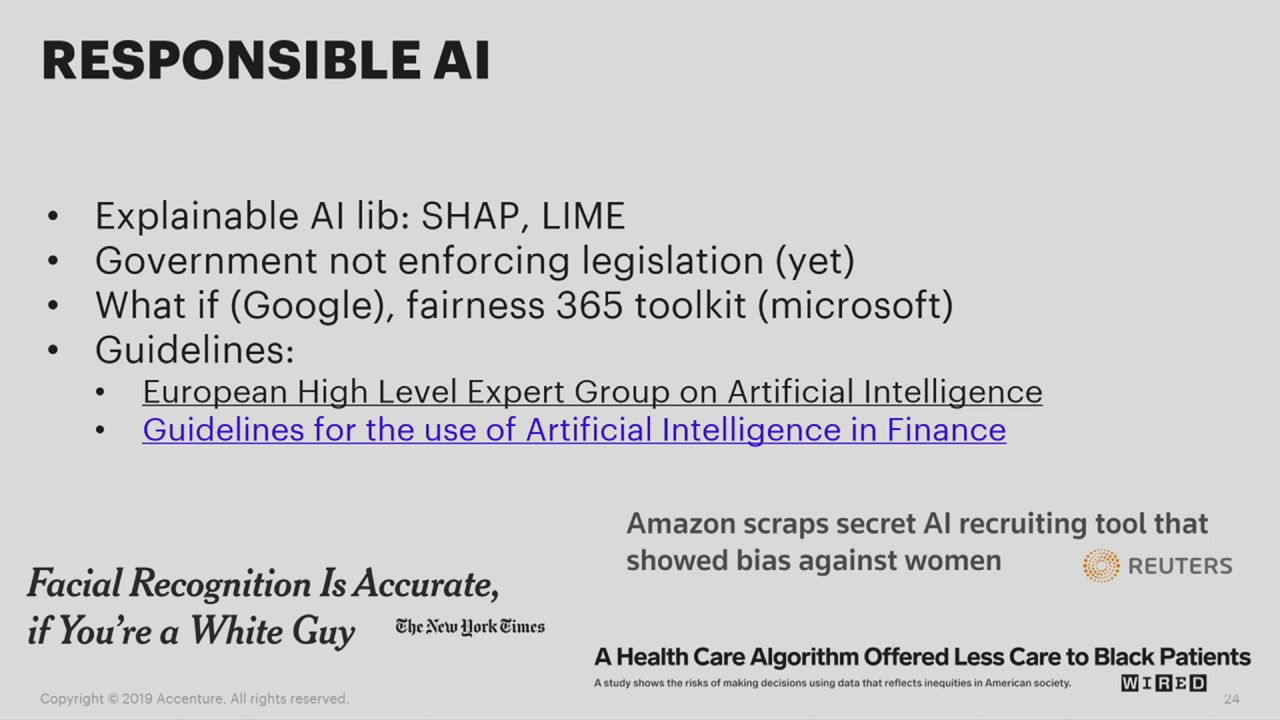 RESPONSIBLE AI
• Explainable AI lib: SHAP, LIME
• Government not enforcing legislation (yet)
• What if (Google), fairness 365 toolkit (microsoft)
• Guidelines:
• European High Level Expert Group on Artificial Intelligence
• Guidelines for the use of Artificial Intelligence in Finance
Amazon scraps secret AI recruiting tool that
showed bias against women
REUTERS
Facial Recognition Is Accurate,
if You're a White Guy
The New York Times
A Health Care Algorithm Offered Less Care to Black Patients
A study shows the risks of making decisions using data that reflects inequities in American society.
WIRED
Copyright © 2019 Accenture. All rights reserved.
24